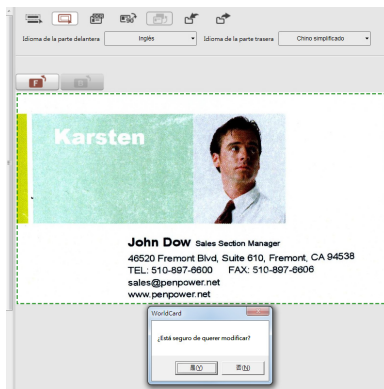 Idioma de la parte delantera Inglés Idioma de la parte trasera Chino simplificado
F
Karsten
John Dow Sales Section Manager
46520 Fremont Blvd, Suite 610, Fremont, CA 94538
TEL: 510-897-6600 FAX: 510-897-6606
sales@penpower.net
www.penpower.net
WorldCard
¿Está seguro de querer modificar?
是(Y) 否(N)